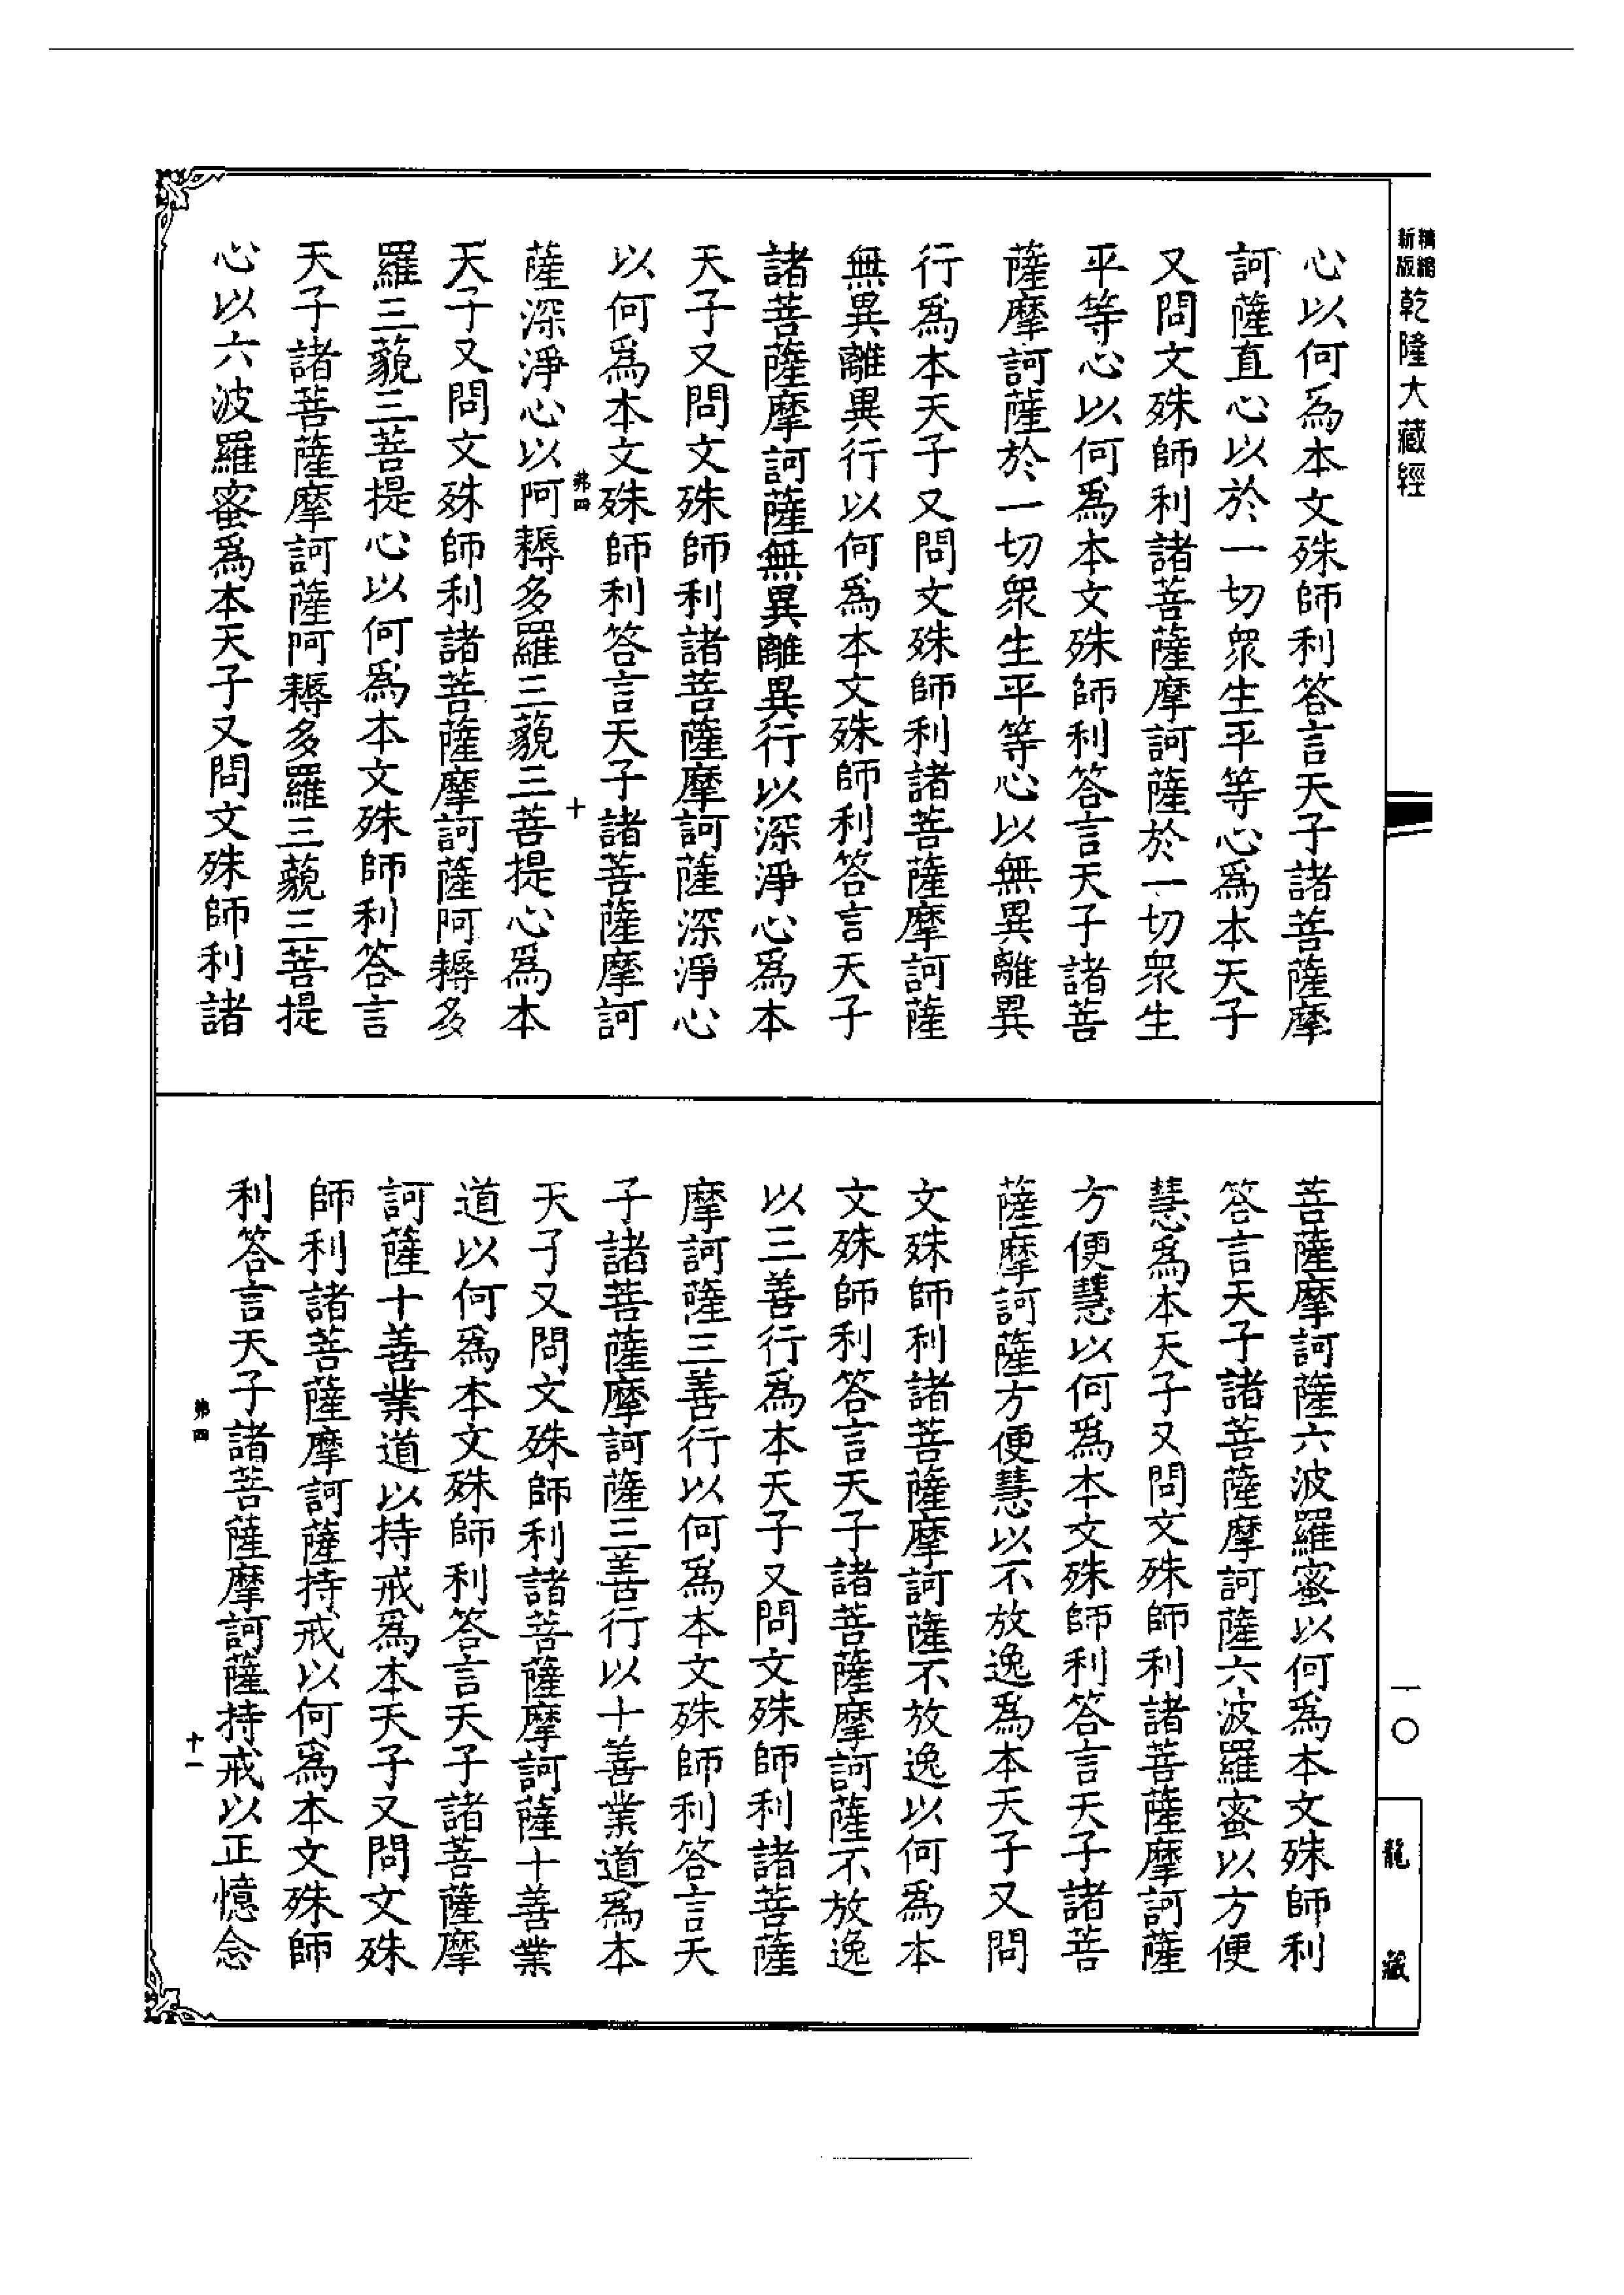 精縮新版乾隆大藏經
心以何為本文殊師利答言天子諸菩薩摩
訶薩直心以於一切眾生平等心為本天子
又問文殊師利諸菩薩摩訶薩於一切眾生
平等心以何為本文殊師利答言天子諸菩
薩摩訶薩於一切眾生平等心以無異離異
行為本天子又問文殊師利諸菩薩摩訶薩
無異離異行以何為本文殊師利答言天子
諸菩薩摩訶薩無異離異行以深淨心為本
天子又問文殊師利諸菩薩摩訶薩深淨心
以何為本文殊師利答言天子諸菩薩摩訶
弟四
十
薩深淨心以阿耨多羅三藐三菩提心為本
天子又問文殊師利諸菩薩摩訶薩阿耨多
羅三藐三菩提心以何為本文殊師利答言
天子諸菩薩摩訶薩阿耨多羅三藐三菩提
心以六波羅蜜為本天子又問文殊師利諸
菩薩摩訶薩六波羅蜜以何為本文殊師利
答言天子諸菩薩摩訶薩六波羅蜜以方便
慧為本天子又問文殊師利諸菩薩摩訶薩
方便慧以何為本文殊師利答言天子諸菩
薩摩訶薩方便慧以不放逸為本天子又問
文殊師利諸菩薩摩訶薩不放逸以何為本
文殊師利答言天子諸菩薩摩訶薩不放逸
以三善行為本天子又問文殊師利諸菩薩
摩訶薩三善行以何為本文殊師利答言天
子諸菩薩摩訶薩三善行以十善業道為本
天子又問文殊師利諸菩薩摩訶薩十善業
道以何為本文殊師利答言天子諸菩薩摩
訶薩十善業道以持戒為本天子又問文殊
師利諸菩薩摩訶薩持戒以何為本文殊師
利答言天子諸菩薩摩訶薩持戒以正憶念
弟四
十一
一〇
龍藏